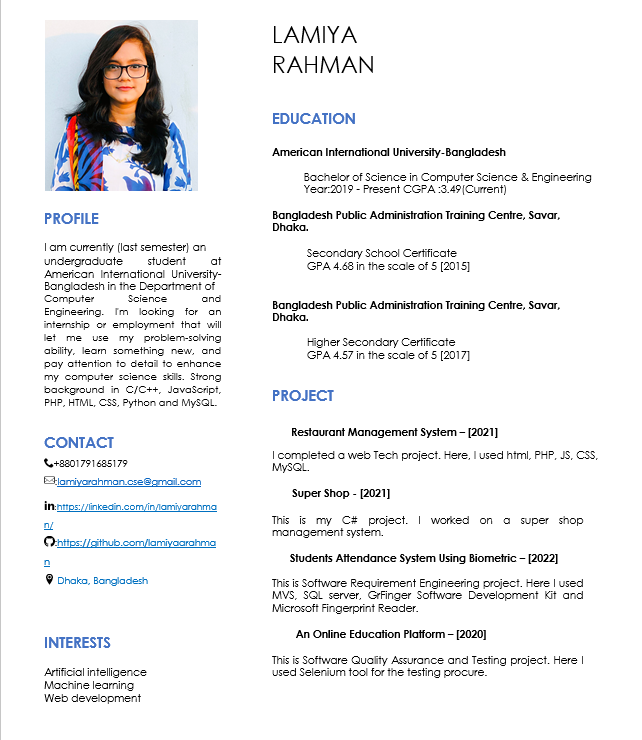 LAMIYA
RAHMAN
PROFILE
I am currently (last semester) an
undergraduate student at
American International University-
Bangladesh in the Department of
Computer Science and
Engineering. I'm looking for an
internship or employment that will
let me use my problem-solving
ability, learn something new, and
pay attention to detail to enhance
my computer science skills. Strong
background in C/C++, JavaScript,
PHP, HTML, CSS, Python and MySQL.
CONTACT
+8801791685179
:lamiyarahman.cse@gmail.com
in:https://linkedin.com/in/lamiyarahma
n/
:https://github.com/lamiyaarahma
n
Dhaka, Bangladesh
INTERESTS
Artificial intelligence
Machine learning
Web development
EDUCATION
American International University-Bangladesh
Bachelor of Science in Computer Science & Engineering
Year:2019 - Present CGPA :3.49(Current)
Bangladesh Public Administration Training Centre, Savar,
Dhaka.
Secondary School Certificate
GPA 4.68 in the scale of 5 [2015]
Bangladesh Public Administration Training Centre, Savar,
Dhaka.
Higher Secondary Certificate
GPA 4.57 in the scale of 5 [2017]
PROJECT
Restaurant Management System – [2021]
I completed a web Tech project. Here, I used html, PHP, JS, CSS,
MySQL.
Super Shop - [2021]
This is my C# project. I worked on a super shop
management system.
Students Attendance System Using Biometric – [2022]
This is Software Requirement Engineering project. Here I used
MVS, SQL server, GrFinger Software Development Kit and
Microsoft Fingerprint Reader.
An Online Education Platform – [2020]
This is Software Quality Assurance and Testing project. Here I
used Selenium tool for the testing procure.